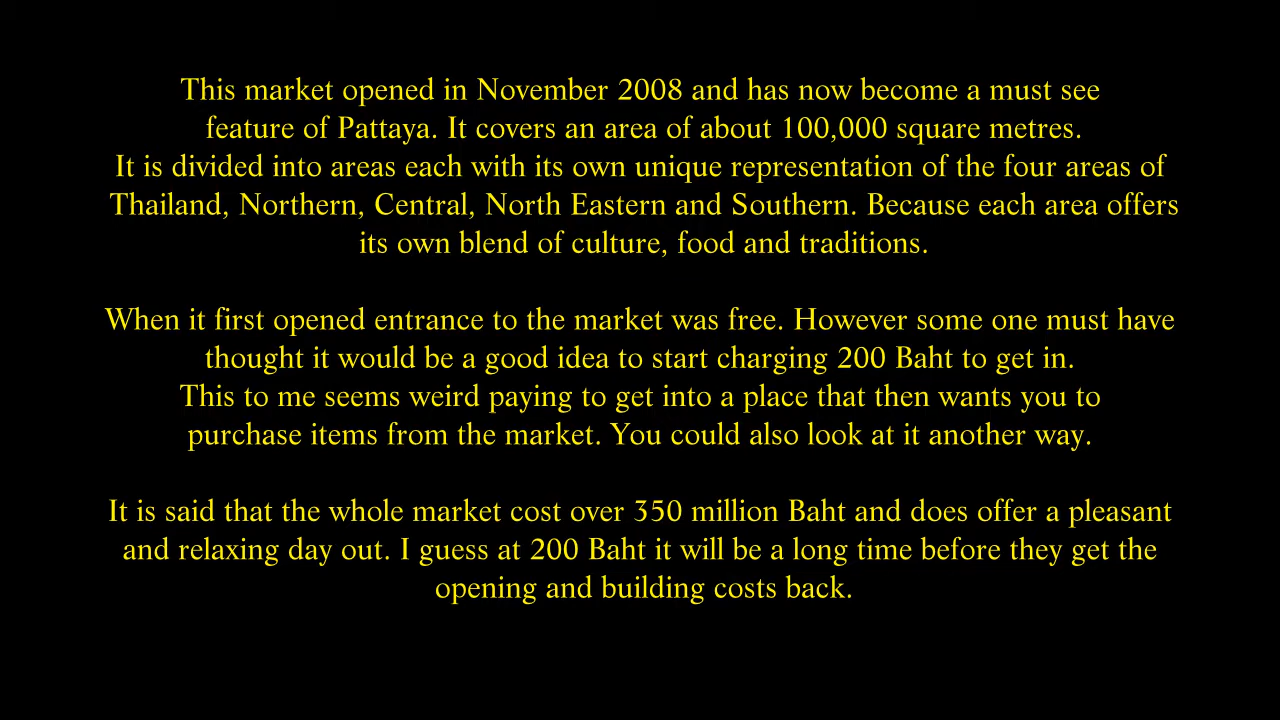 This market opened in November 2008 and has now become a must see
feature of Pattaya. It covers an area of about 100,000 square metres.
It is divided into areas each with its own unique representation of the four areas of
Thailand, Northern, Central, North Eastern and Southern. Because each area offers
its own blend of culture, food and traditions.
When it first opened entrance to the market was free. However some one must have
thought it would be a good idea to start charging 200 Baht to get in.
This to me seems weird paying to get into a place that then wants you to
purchase items from the market. You could also look at it another way.
It is said that the whole market cost over 350 million Baht and does offer a pleasant
and relaxing day out. I guess at 200 Baht it will be a long time before they get the
opening and building costs back.